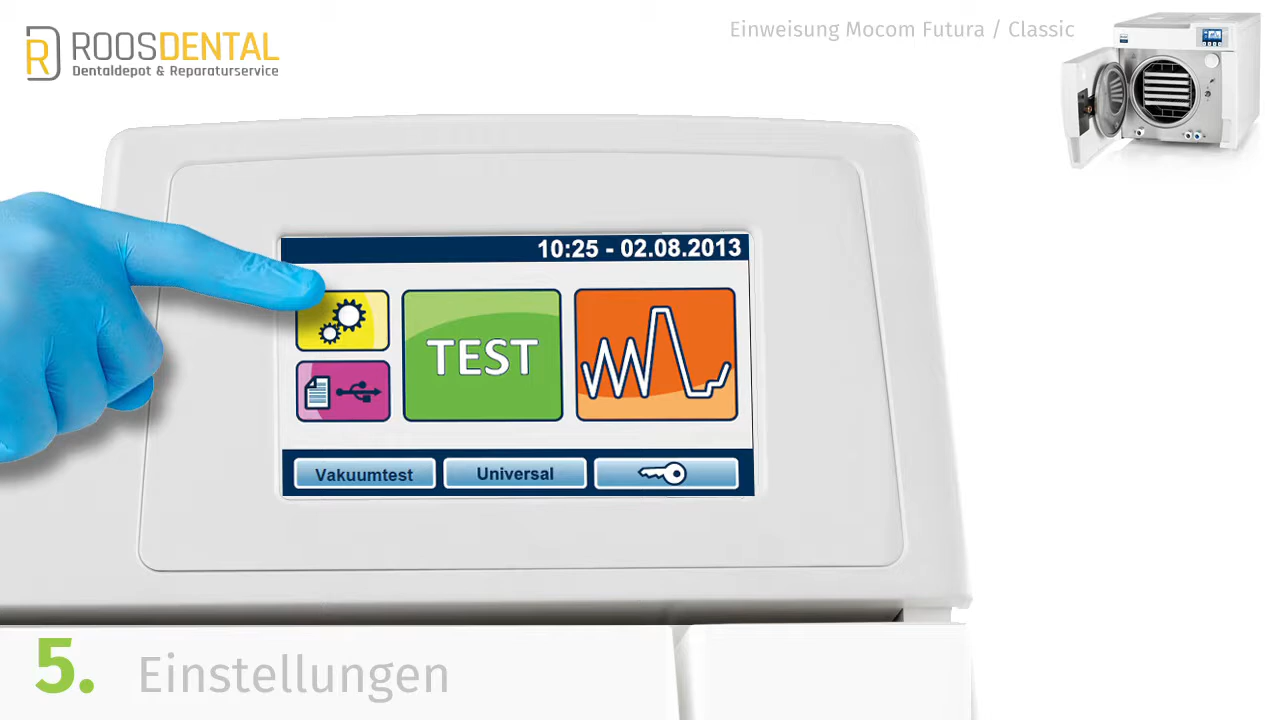 ROOSDENTAL
Dentaldepot & Reparaturservice
Einweisung Mocom Futura / Classic
10:25 - 02.08.2013
TEST
Vakuumtest
Universal
5. Einstellungen